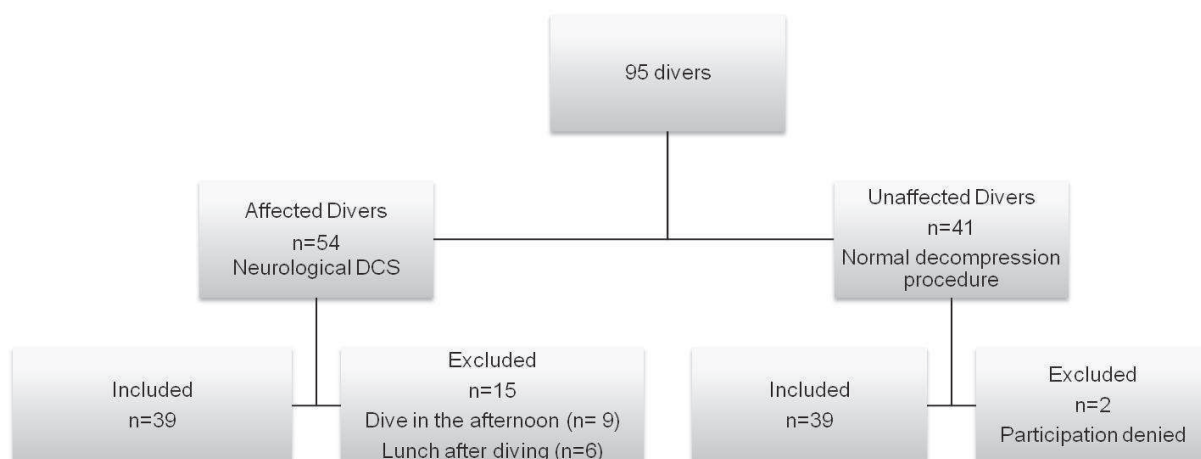 95 divers
Affected Divers
n=54
Neurological DCS
Unaffected Divers
n=41
Normal decompression
procedure
Included
n=39
Excluded
n=15
Dive in the afternoon (n= 9)
Lunch after diving (n=6)
Included
n=39
Excluded
n=2
Participation denied